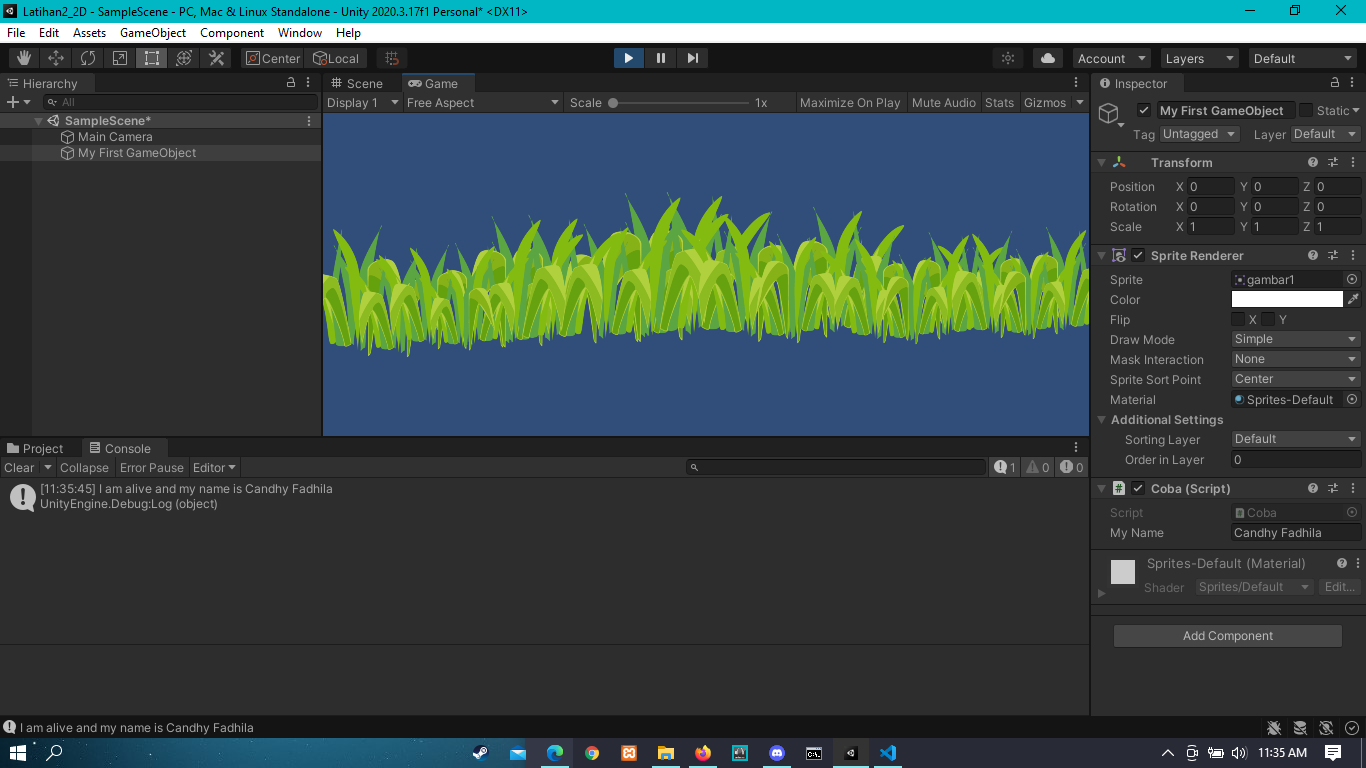 Latihan2_2D - SampleScene - PC, Mac & Linux Standalone - Unity 2020.3.17f1 Personal* <DX11>
File Edit Assets GameObject Component Window Help
Center Local Account Layers Default
Hierarchy
All
SampleScene*
Main Camera
My First GameObject
Scene Game
Display 1 Free Aspect Scale 1x Maximize On Play Mute Audio Stats Gizmos
Inspector
My First GameObject Static
Tag Untagged Layer Default
Transform
Position X 0 Y 0 Z 0
Rotation X 0 Y 0 Z 0
Scale X 1 Y 1 Z 1
Sprite Renderer
Sprite gambar1
Color
Flip X Y
Draw Mode Simple
Mask Interaction None
Sprite Sort Point Center
Material Sprites-Default
Additional Settings
Sorting Layer Default
Order in Layer 0
# Coba (Script)
Script # Coba
My Name Candhy Fadhila
Sprites-Default (Material)
Shader Sprites/Default Edit...
Add Component
Project Console
Clear Collapse Error Pause Editor 1 0 0
[11:35:45] I am alive and my name is Candhy Fadhila
UnityEngine.Debug:Log (object)
I am alive and my name is Candhy Fadhila
11:35 AM